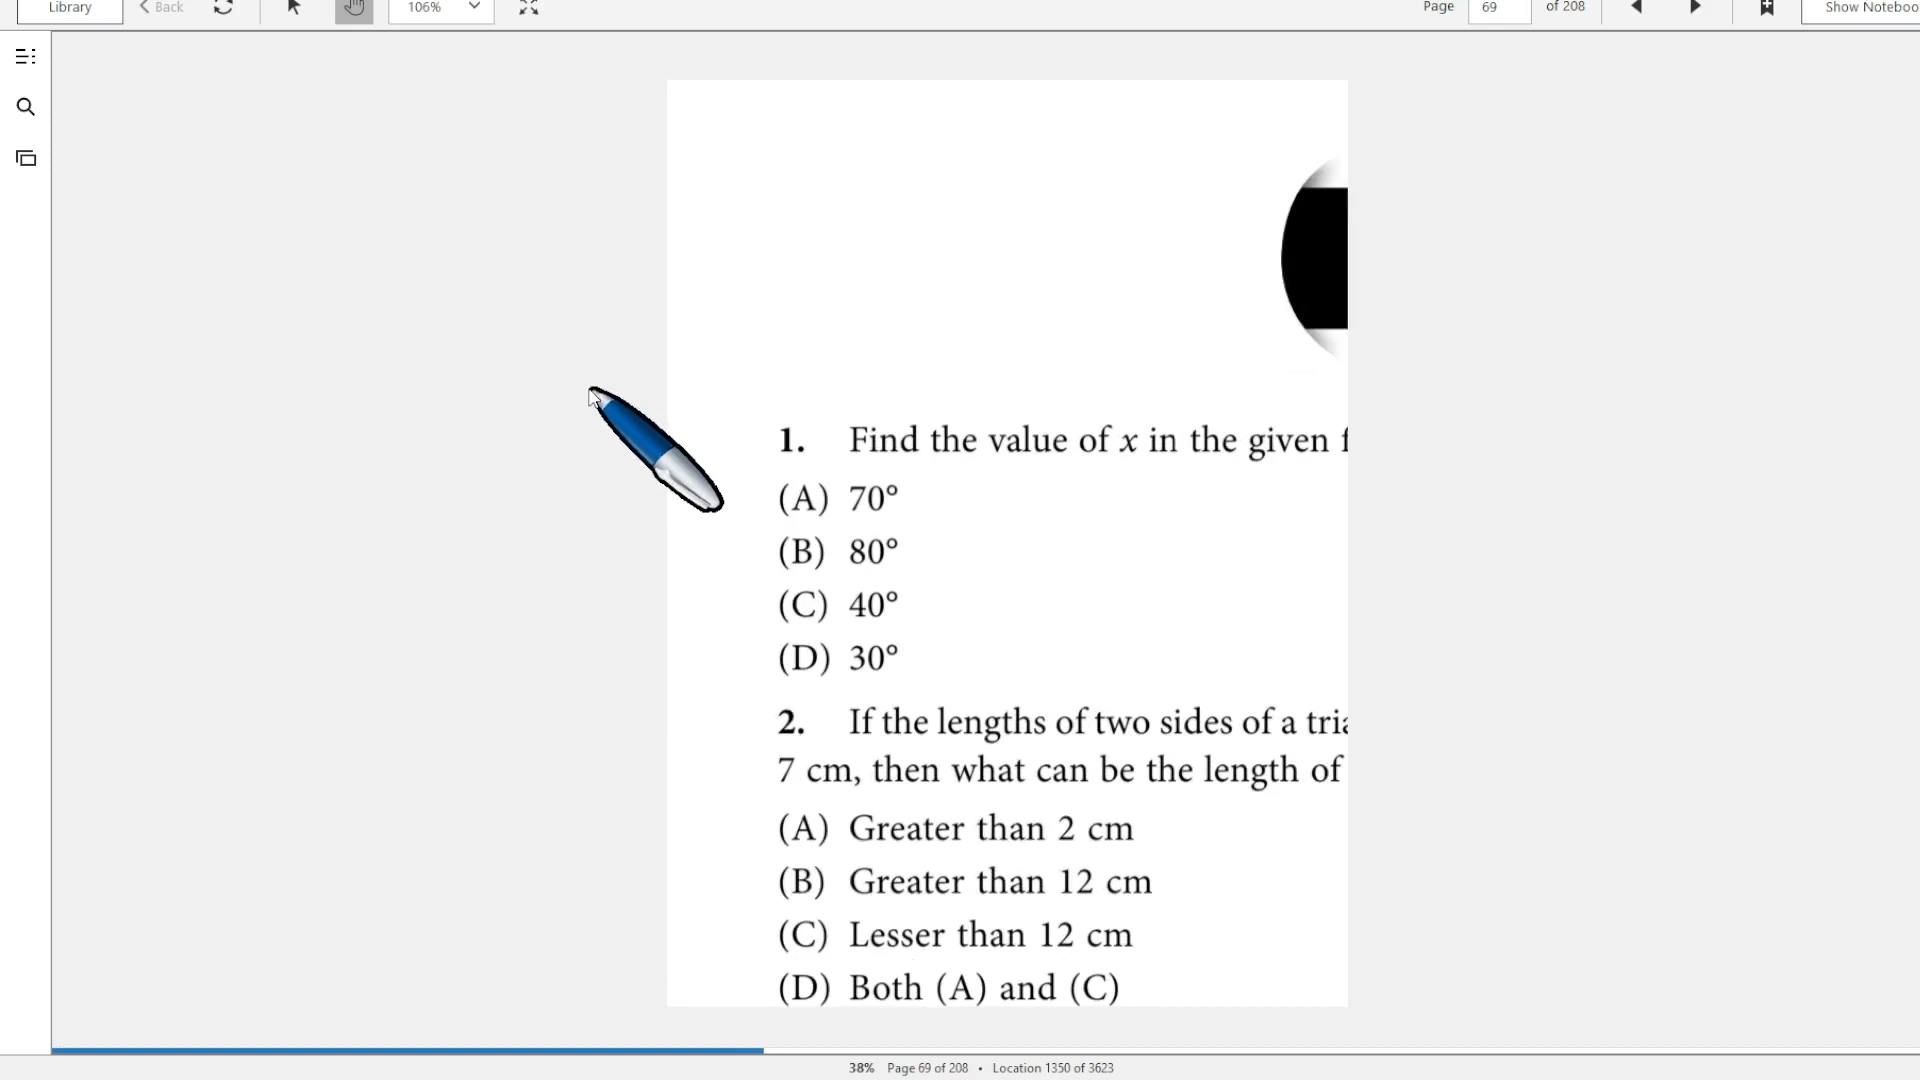 Library
Back
106%
Page 69 of 208
Show Noteboo
1. Find the value of x in the given
(A) 70°
(B) 80°
(C) 40°
(D) 30°
2. If the lengths of two sides of a tria
7 cm, then what can be the length of
(A) Greater than 2 cm
(B) Greater than 12 cm
(C) Lesser than 12 cm
(D) Both (A) and (C)
38% Page 69 of 208 • Location 1350 of 3623